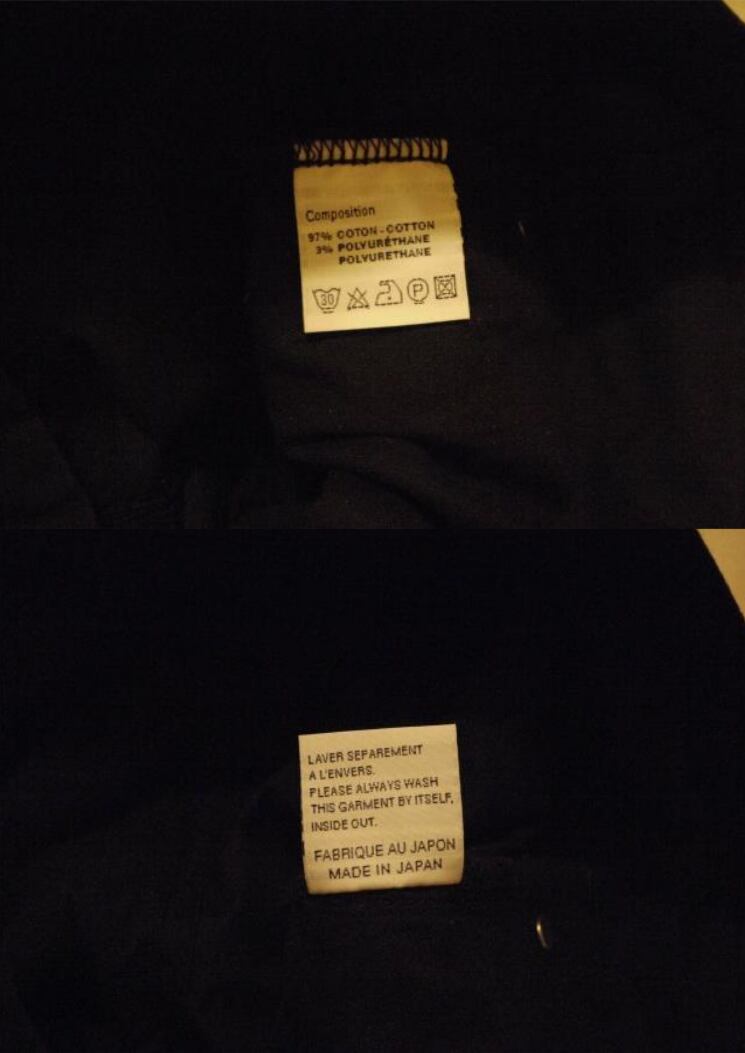 Composition
97% COTON - COTTON
3% POLYURÉTHANE
POLYURETHANE
30 P
LAVER SEPAREMENT
A L'ENVERS.
PLEASE ALWAYS WASH
THIS GARMENT BY ITSELF,
INSIDE OUT.
FABRIQUE AU JAPON
MADE IN JAPAN